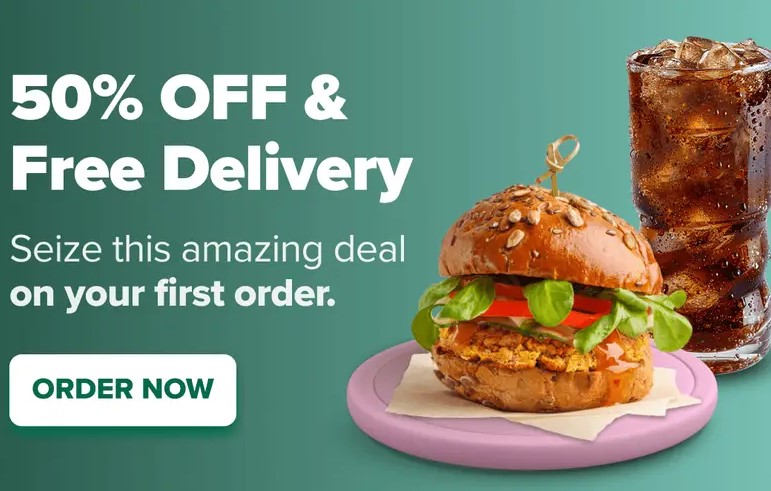 50% OFF &
Free Delivery
Seize this amazing deal
on your first order.
ORDER NOW